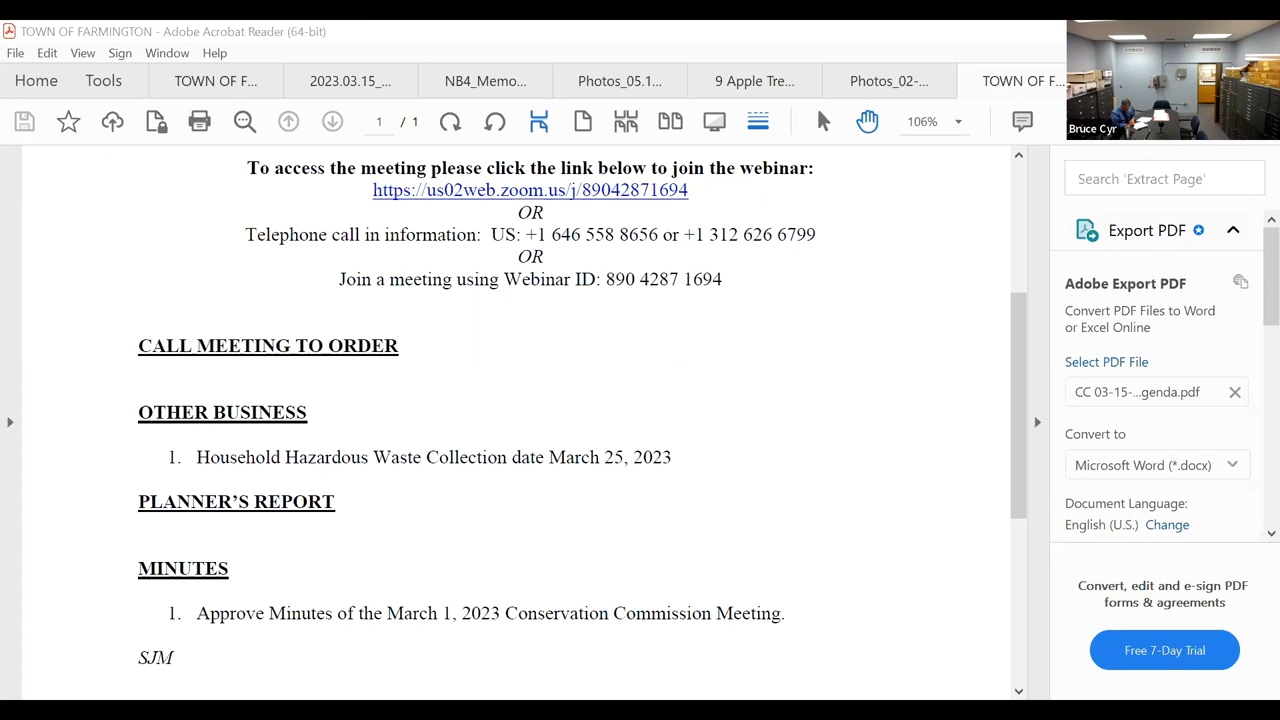 TOWN OF FARMINGTON - Adobe Acrobat Reader (64-bit)
File Edit View Sign Window Help
Home Tools TOWN OF F... 2023.03.15_... NB4_Memo... Photos_05.1... 9 Apple Tre... Photos_02-... TOWN OF F...
1 / 1 106%
Bruce Cyr
To access the meeting please click the link below to join the webinar:
https://us02web.zoom.us/j/89042871694
OR
Telephone call in information: US: +1 646 558 8656 or +1 312 626 6799
OR
Join a meeting using Webinar ID: 890 4287 1694
CALL MEETING TO ORDER
OTHER BUSINESS
1. Household Hazardous Waste Collection date March 25, 2023
PLANNER'S REPORT
MINUTES
1. Approve Minutes of the March 1, 2023 Conservation Commission Meeting.
SJM
Search 'Extract Page'
Export PDF
Adobe Export PDF
Convert PDF Files to Word
or Excel Online
Select PDF File
CC 03-15-...genda.pdf
Convert to
Microsoft Word (*.docx)
Document Language:
English (U.S.) Change
Convert, edit and e-sign PDF
forms & agreements
Free 7-Day Trial